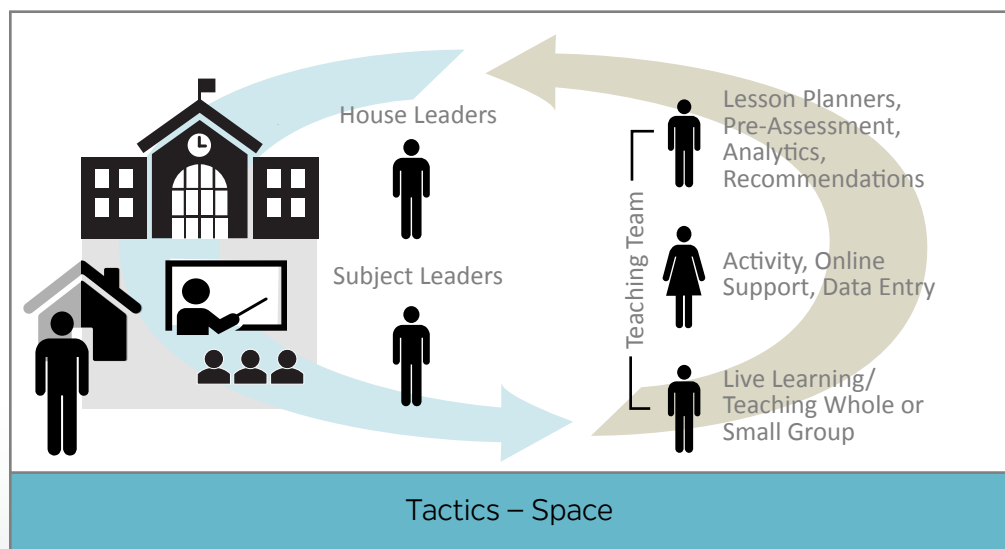 House Leaders
Subject Leaders
Teaching Team
Lesson Planners,
Pre-Assessment,
Analytics,
Recommendations
Activity, Online
Support, Data Entry
Live Learning/
Teaching Whole or
Small Group
Tactics – Space